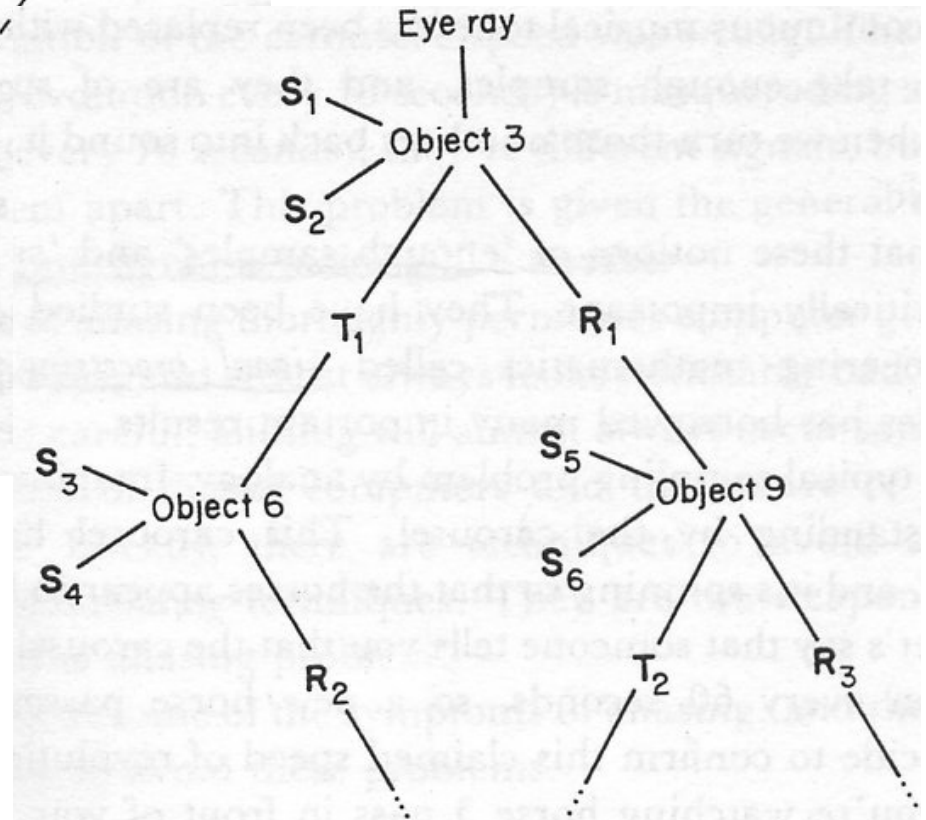 Eye ray
S1
Object 3
S2
T1
R1
S3
Object 6
S4
S5
Object 9
S6
R2
T2
R3